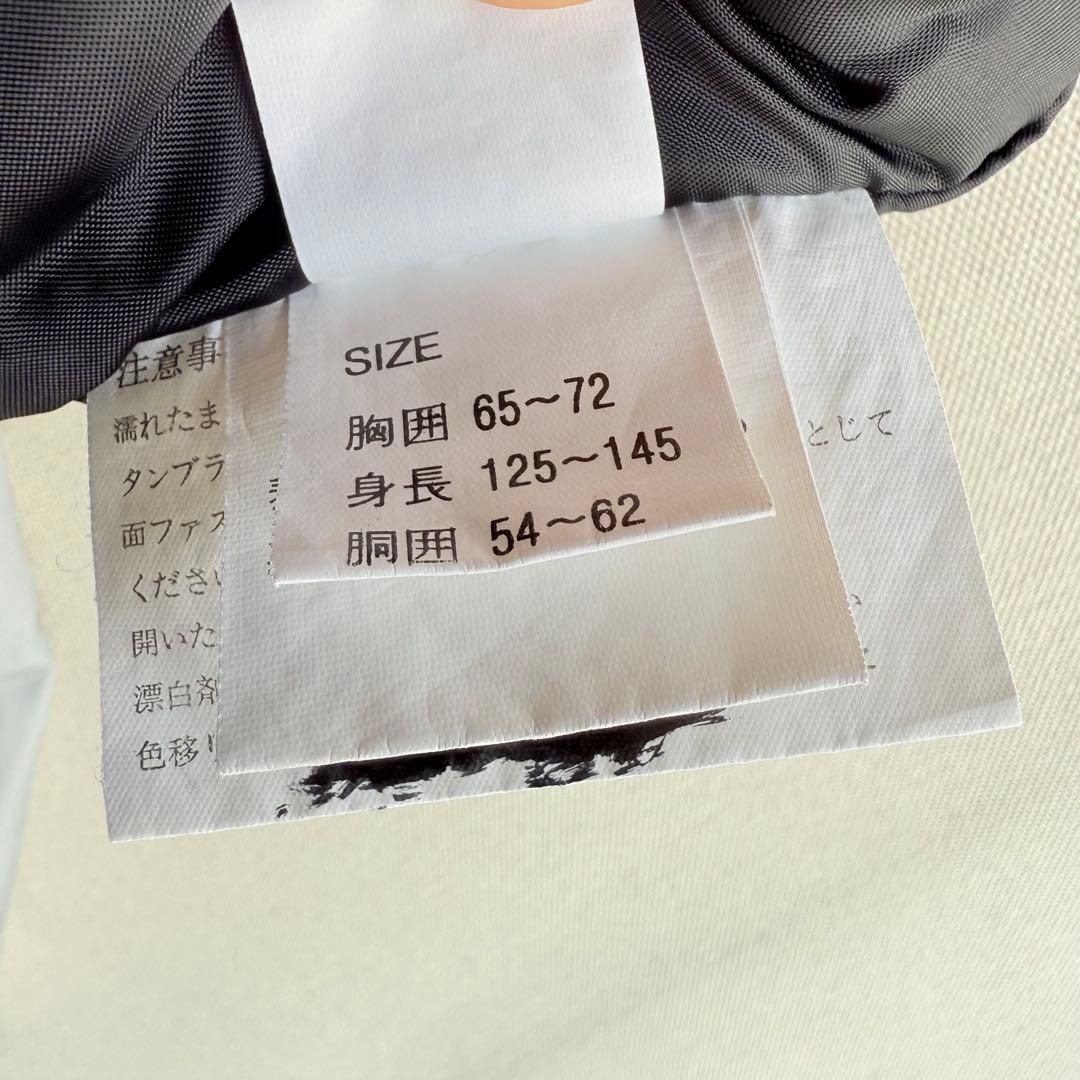 SIZE
胸囲 65〜72
身長 125〜145
胴囲 54〜62
注意事
濡れたま
タンブラ
面ファス
くださ
開いた
漂白剤
色移
とじて